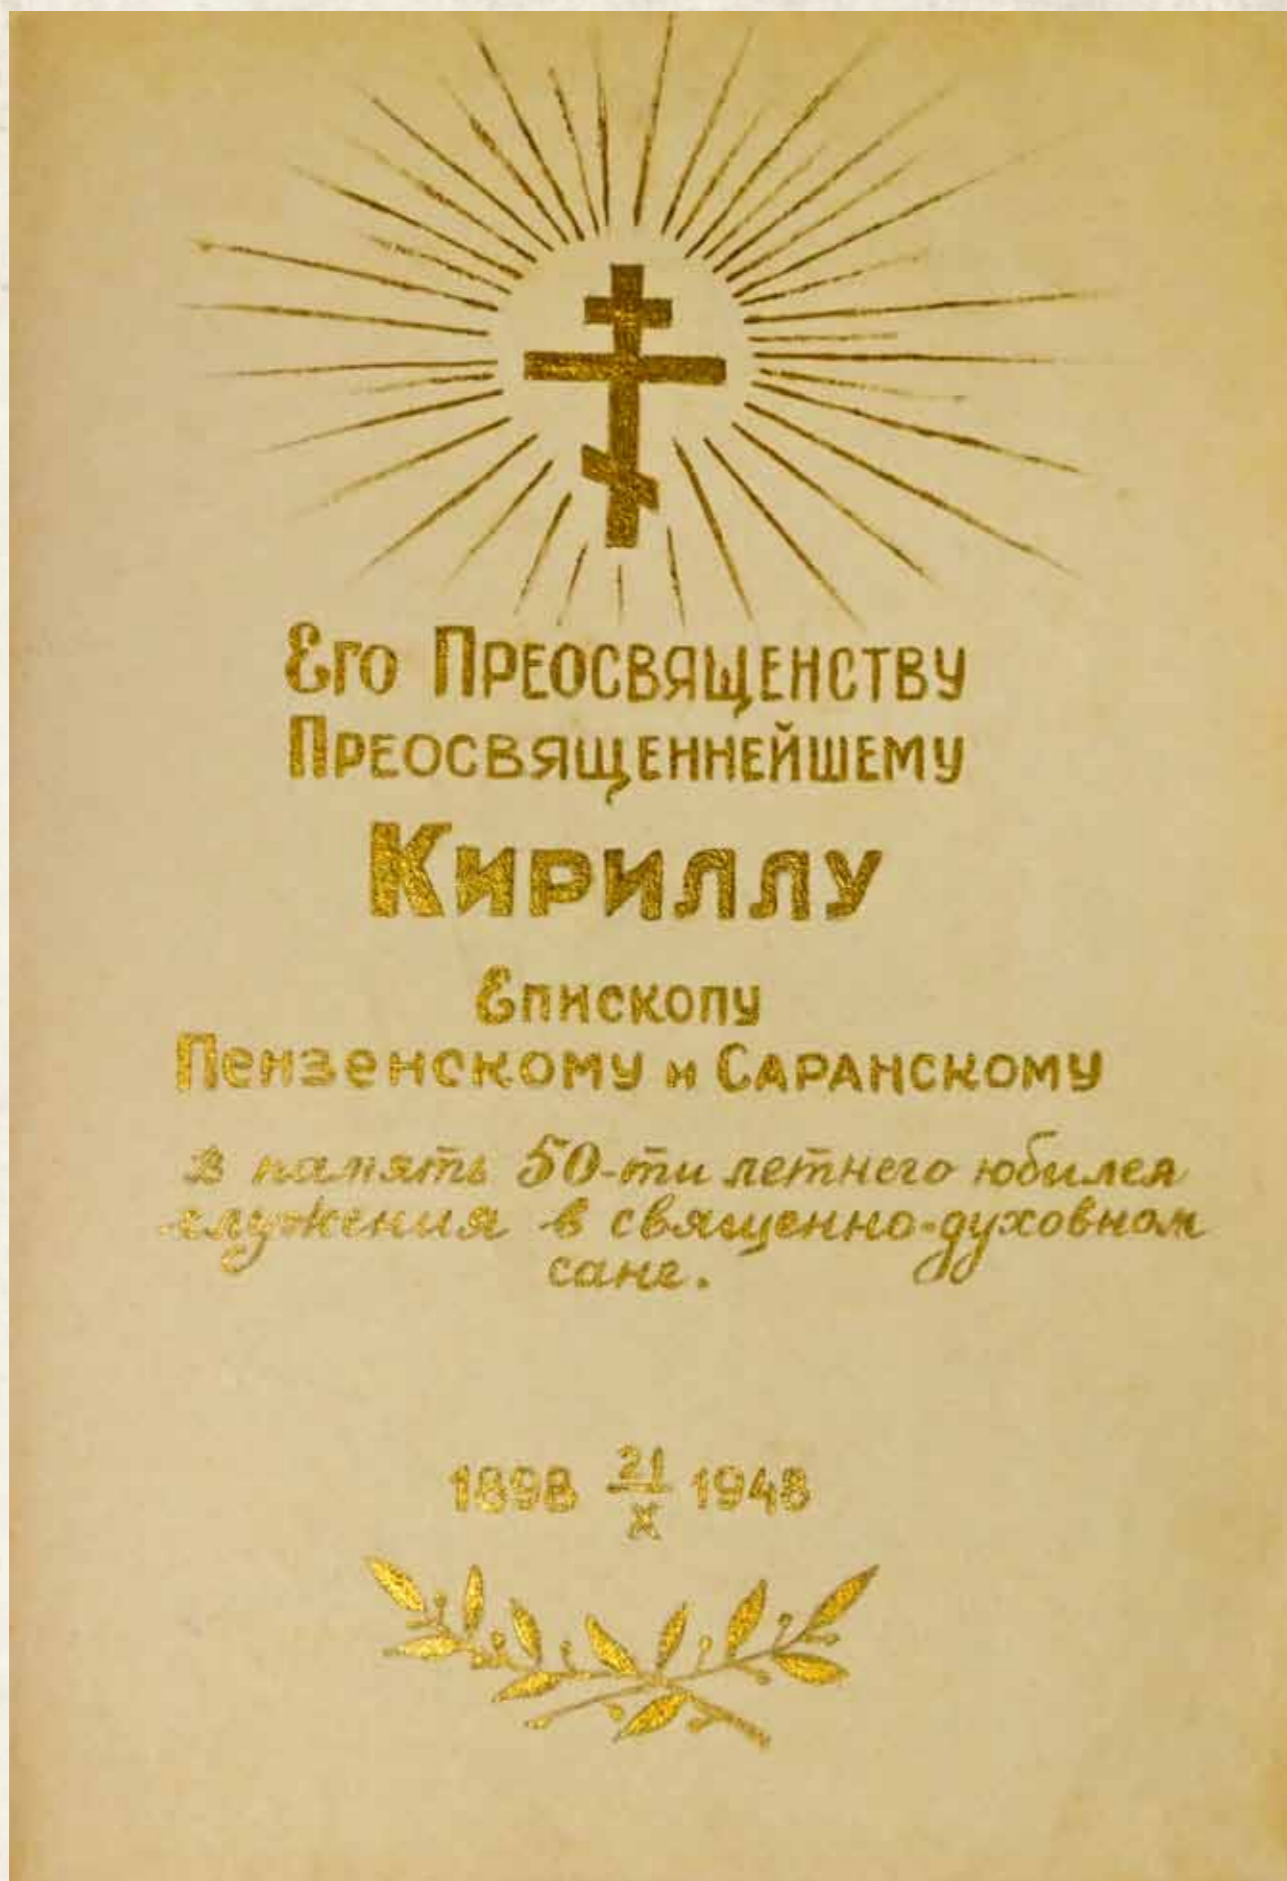 Его Преосвященству
Преосвященнейшему
Кириллу
Епископу
Пензенскому и Саранскому
В память 50-ти летнего юбилея
служения в священно-духовном
сане.
1898 21/X 1948